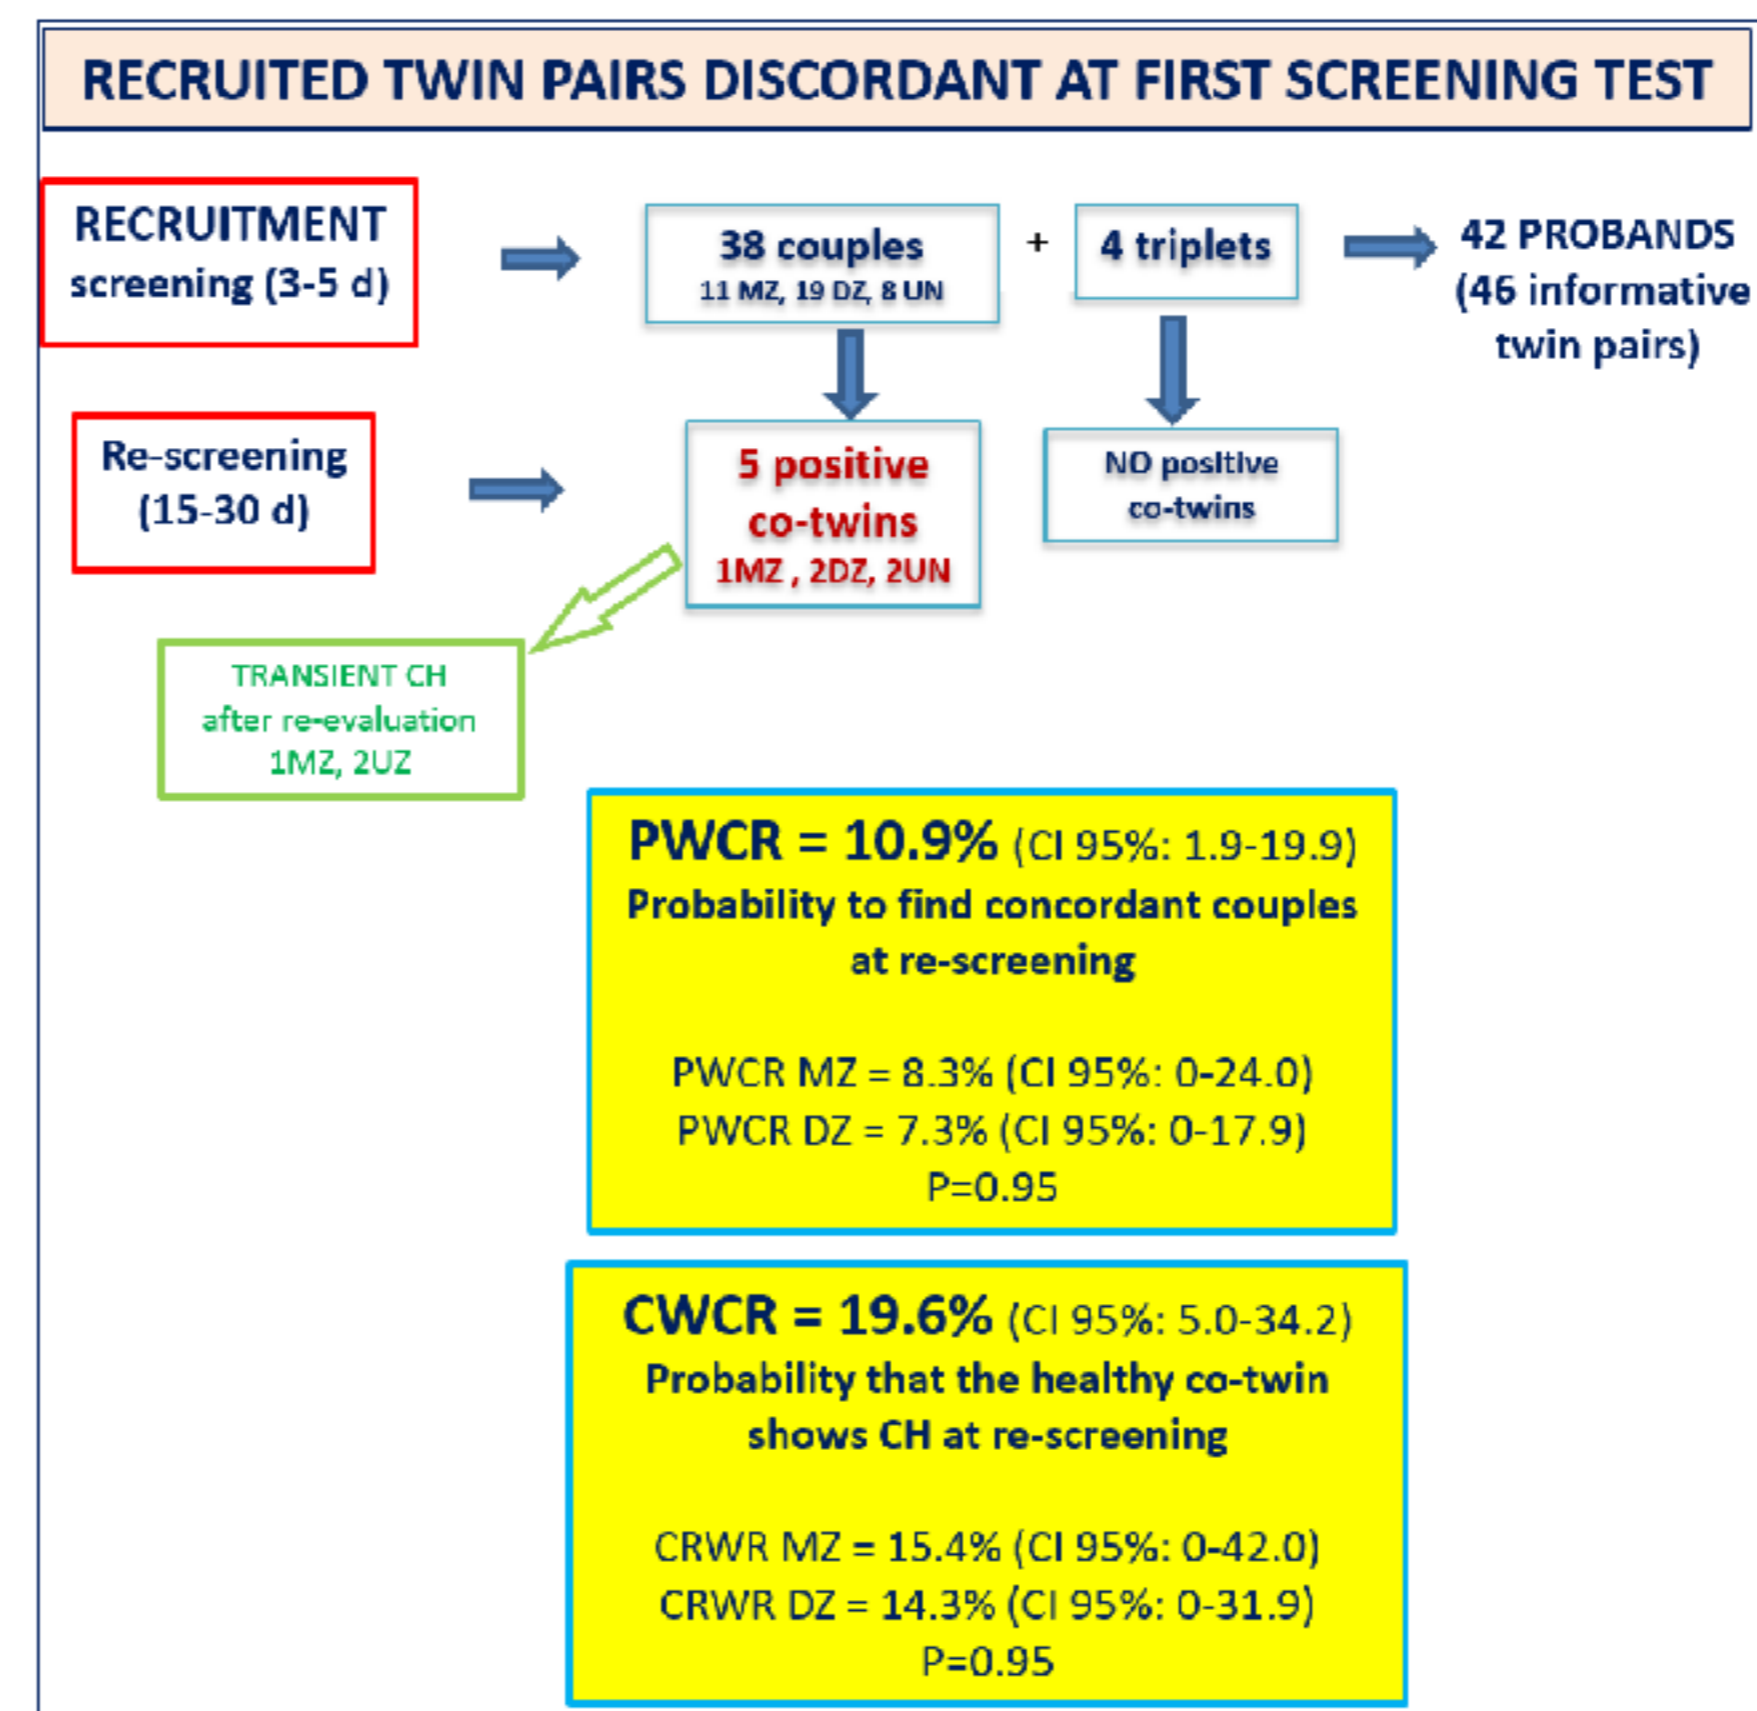 RECRUITED TWIN PAIRS DISCORDANT AT FIRST SCREENING TEST
RECRUITMENT
screening (3-5 d)
38 couples
11 MZ, 19 DZ, 8 UN
+
4 triplets
42 PROBANDS
(46 informative
twin pairs)
Re-screening
(15-30 d)
5 positive
co-twins
1MZ , 2DZ, 2UN
NO positive
co-twins
TRANSIENT CH
after re-evaluation
1MZ, 2UZ
PWCR = 10.9% (CI 95%: 1.9-19.9)
Probability to find concordant couples
at re-screening
PWCR MZ = 8.3% (CI 95%: 0-24.0)
PWCR DZ = 7.3% (CI 95%: 0-17.9)
P=0.95
CWCR = 19.6% (CI 95%: 5.0-34.2)
Probability that the healthy co-twin
shows CH at re-screening
CRWR MZ = 15.4% (CI 95%: 0-42.0)
CRWR DZ = 14.3% (CI 95%: 0-31.9)
P=0.95